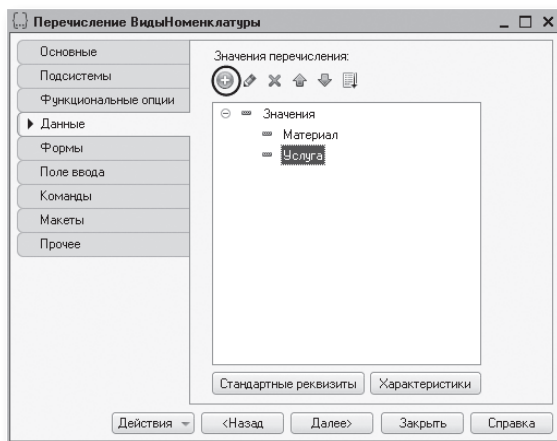 Перечисление ВидыНоменклатуры
Основные
Подсистемы
Функциональные опции
Данные
Формы
Поле ввода
Команды
Макеты
Прочее
Значения перечисления:
Значения
Материал
Услуга
Стандартные реквизиты
Характеристики
Действия
<Назад
Далее>
Закрыть
Справка